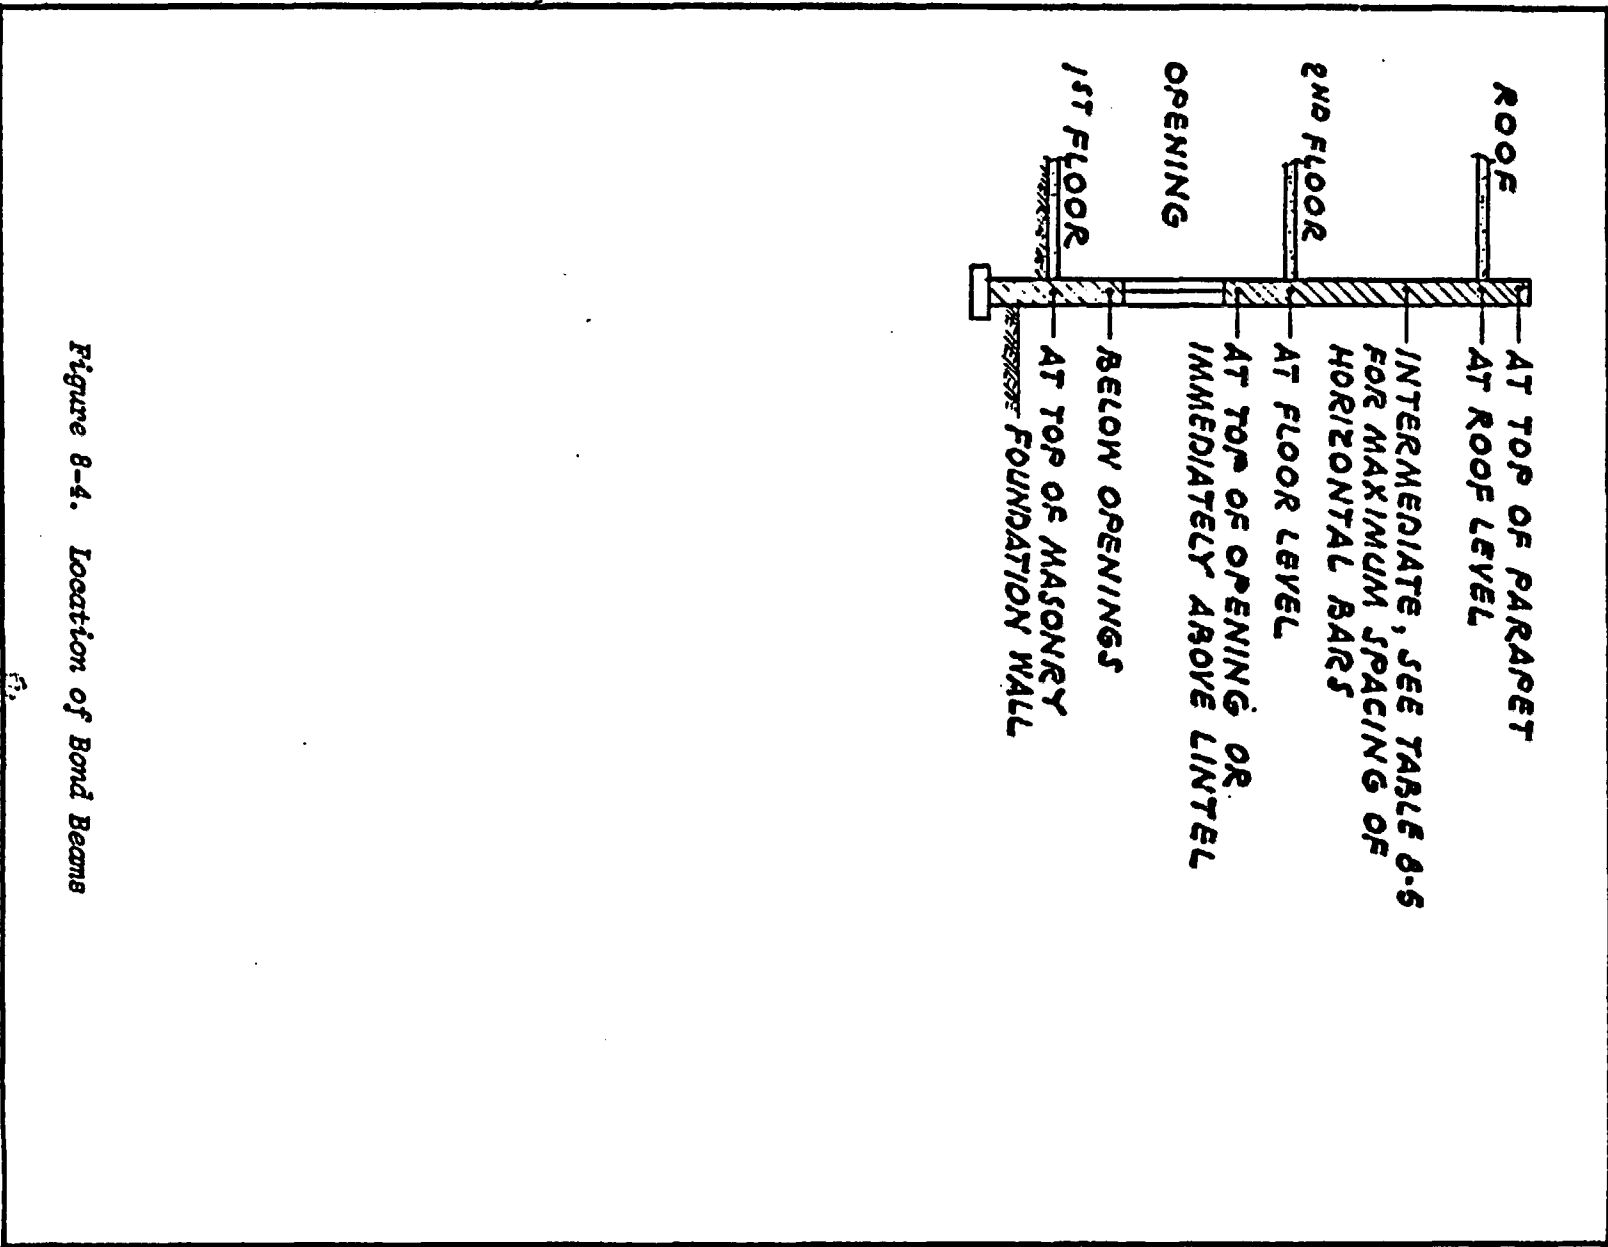 ROOF
2ND FLOOR
OPENING
1ST FLOOR
AT TOP OF PARAPET
AT ROOF LEVEL
INTERMEDIATE, SEE TABLE 8-5
FOR MAXIMUM SPACING OF
HORIZONTAL BARS
AT FLOOR LEVEL
AT TOP OF OPENING OR
IMMEDIATELY ABOVE LINTEL
BELOW OPENINGS
AT TOP OF MASONRY
FOUNDATION WALL
Figure 8-4. Location of Bond Beams